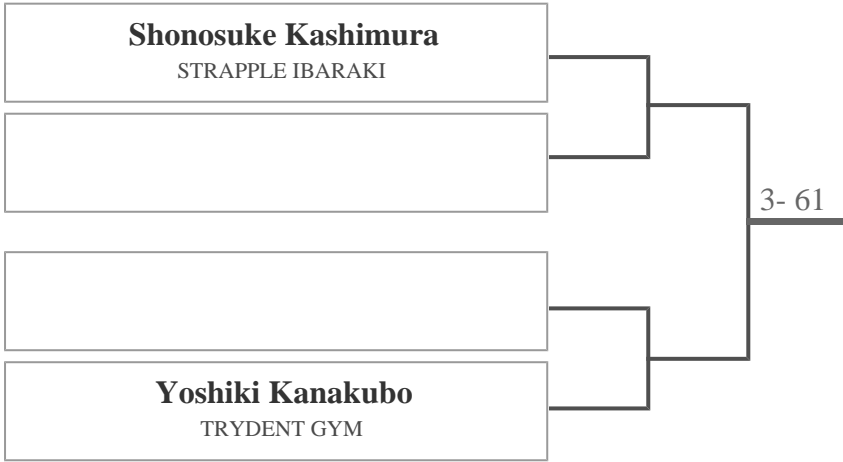 Shonosuke Kashimura
STRAPPLE IBARAKI
3- 61
Yoshiki Kanakubo
TRYDENT GYM